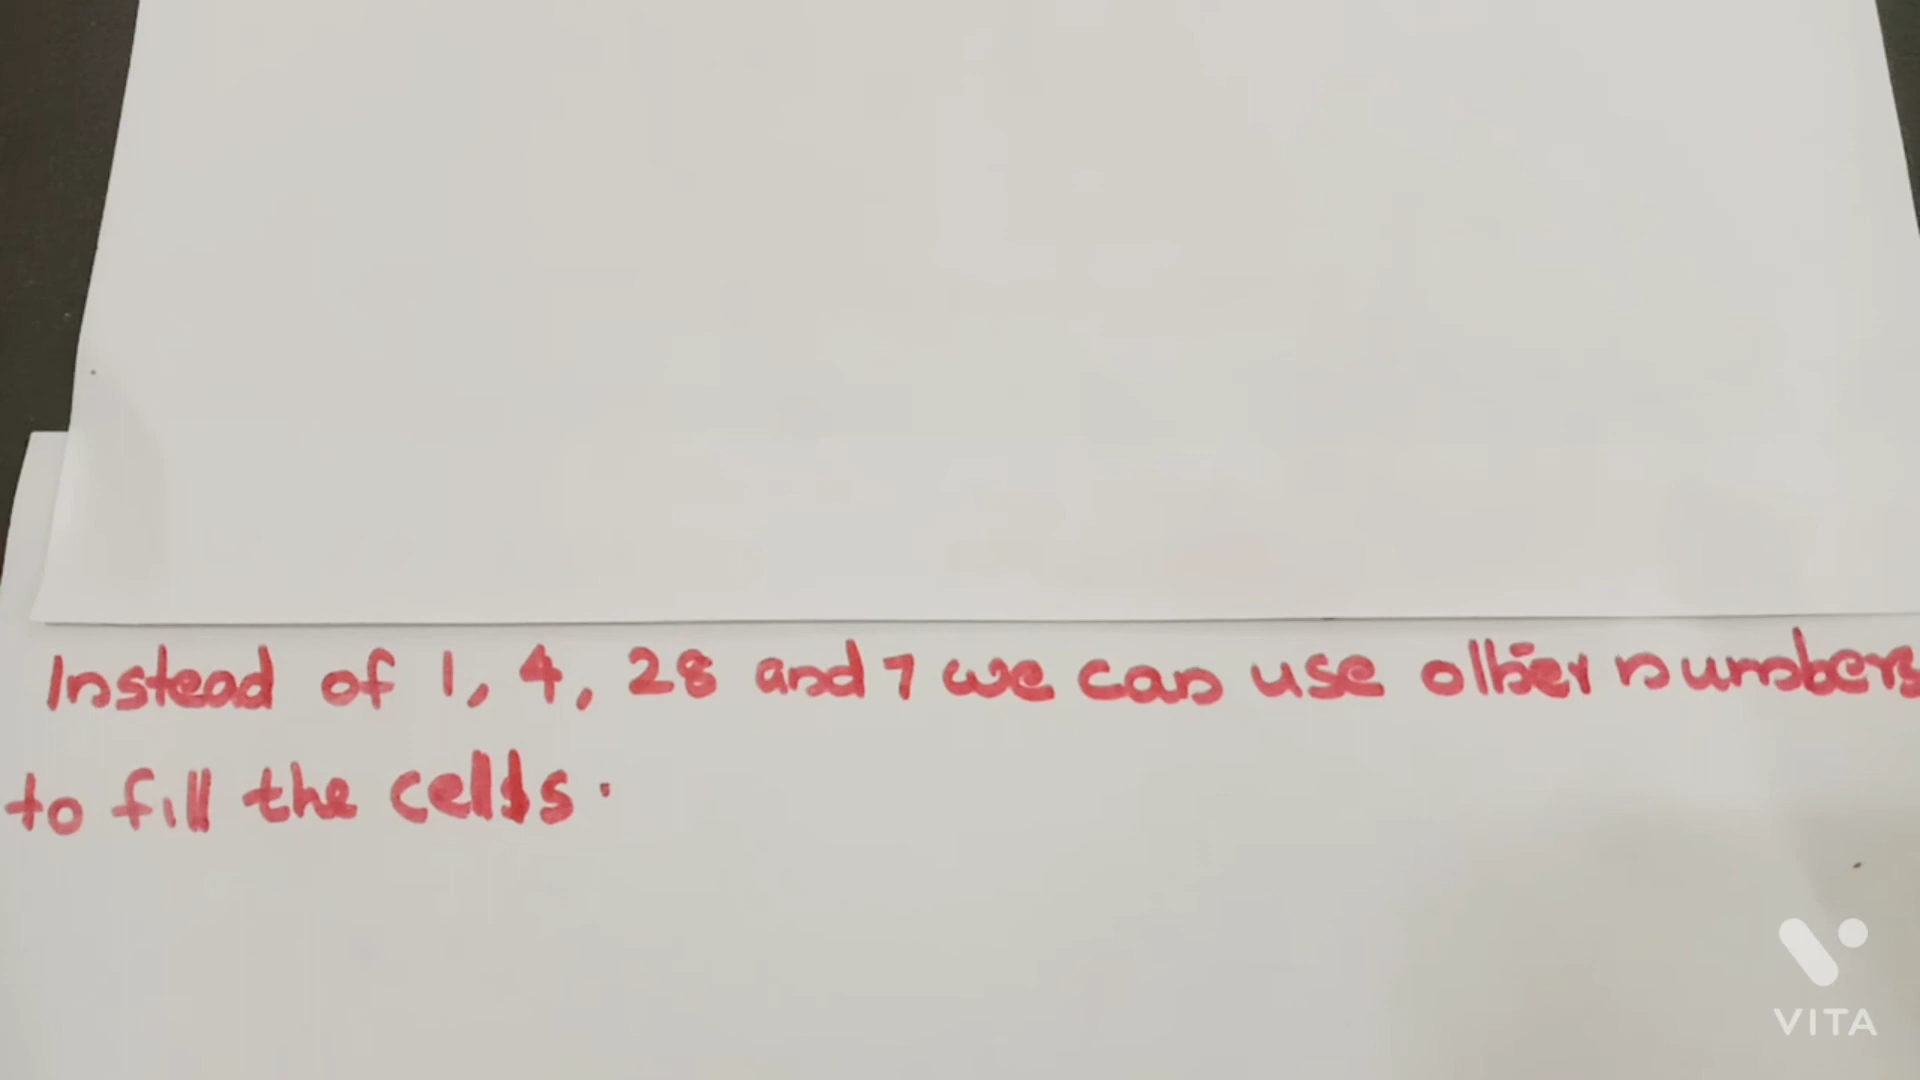 Instead of 1, 4, 28 and 7 we can use other numbers
to fill the cells.
VITA